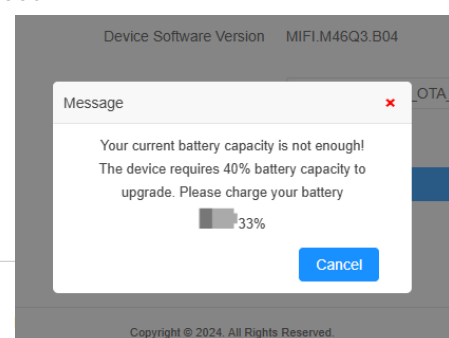 Device Software Version MIFI.M46Q3.B04
_OTA_
Message
Your current battery capacity is not enough!
The device requires 40% battery capacity to
upgrade. Please charge your battery
33%
Cancel
Copyright © 2024. All Rights Reserved.